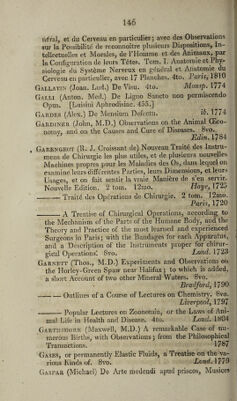 146
néral, et du Cerveau en particulier; avec des Observations
sur la Possibilité de reconnoître plusieurs Dispositions, In-
tellectuelles et Morales, de l'Homme et des Animaux, par
la Configuration de leurs Têtes. Tom. I. Anatomie et Phy-
siologie du Système Nerveux en général et Anatomie du
Cerveau en particulier, avec 17 Planches. 4to. Paris, 1810
GALLATIN (Joan. Lud.) De Visu. 4to. Monsp. 1774
GALLI (Anton. Med.) De Ligno Sancto non permiscendo
Opus. [Luisini Aphrodisiac. 453.]
GARDER (Alex.) De Mensium Defectu. ib. 1774
GARDINER (John, M.D.) Observations on the Animal Œco-
nomy, and on the Causes and Cure of Diseases. 8vo.
Edin. 1784
GARENGEOT (R. J. Croissant de) Nouveau Traité des Instru-
mens de Chirurgie les plus utiles, et de plusieurs nouvelles
Machines propres pour les Maladies des Os, dans lequel on
examine leurs différentes Parties, leurs Dimensions, et leurs
Usages, et on fait sentir la vraie Manière de s'en servir.
Nouvelle Edition. 2 tom. 12mo. Haye, 1725
—— Traité des Opérations de Chirurgie. 2 tom. 12mo.
Paris, 1720
—— A Treatise of Chirurgical Operations, according to
the Mechanism of the Parts of the Humane Body, and the
Theory and Practice of the most learned and experienced
Surgeons in Paris; with the Bandages for each Apparatus,
and a Description of the Instruments proper for chirur-
gical Operations. 8vo. Lond. 1723
GARNETT (Thos., M.D.) Experiments and Observations on
the Horley-Green Spaw near Halifax; to which is added,
a short Account of two other Mineral Waters. 8vo.
Bradford, 1790
—— Outlines of a Course of Lectures on Chemistry. 8vo.
Liverpool, 1797
—— Popular Lectures on Zoonomia, or the Laws of Ani-
mal Life in Health and Disease. 4to. Lond. 1804
GARTHSHORE (Maxwell, M.D.) A remarkable Case of nu-
merous Births, with Observations; from the Philosophical
Transactions. 1787
GASES, or permanently Elastic Fluids, a Treatise on the va-
rious Kinds of. 8vo. Lond. 1779
GASPAR (Michael) De Arte medendi apud priscos, Musices